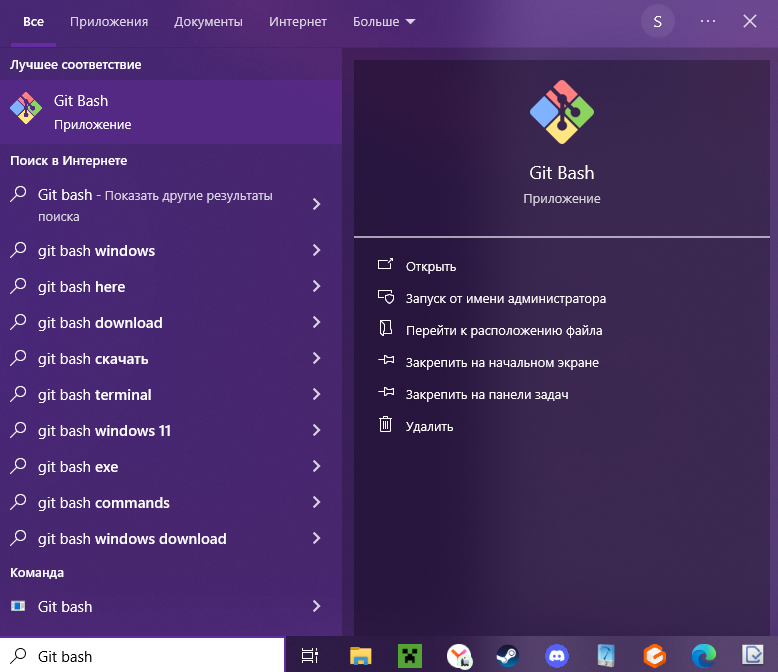 Все Приложения Документы Интернет Больше S
Лучшее соответствие
Git Bash
Приложение
Поиск в Интернете
Git bash - Показать другие результаты
поиска
git bash windows
git bash here
git bash download
git bash скачать
git bash terminal
git bash windows 11
git bash exe
git bash commands
git bash windows download
Команда
Git bash
Git Bash
Приложение
Открыть
Запуск от имени администратора
Перейти к расположению файла
Закрепить на начальном экране
Закрепить на панели задач
Удалить
Git bash